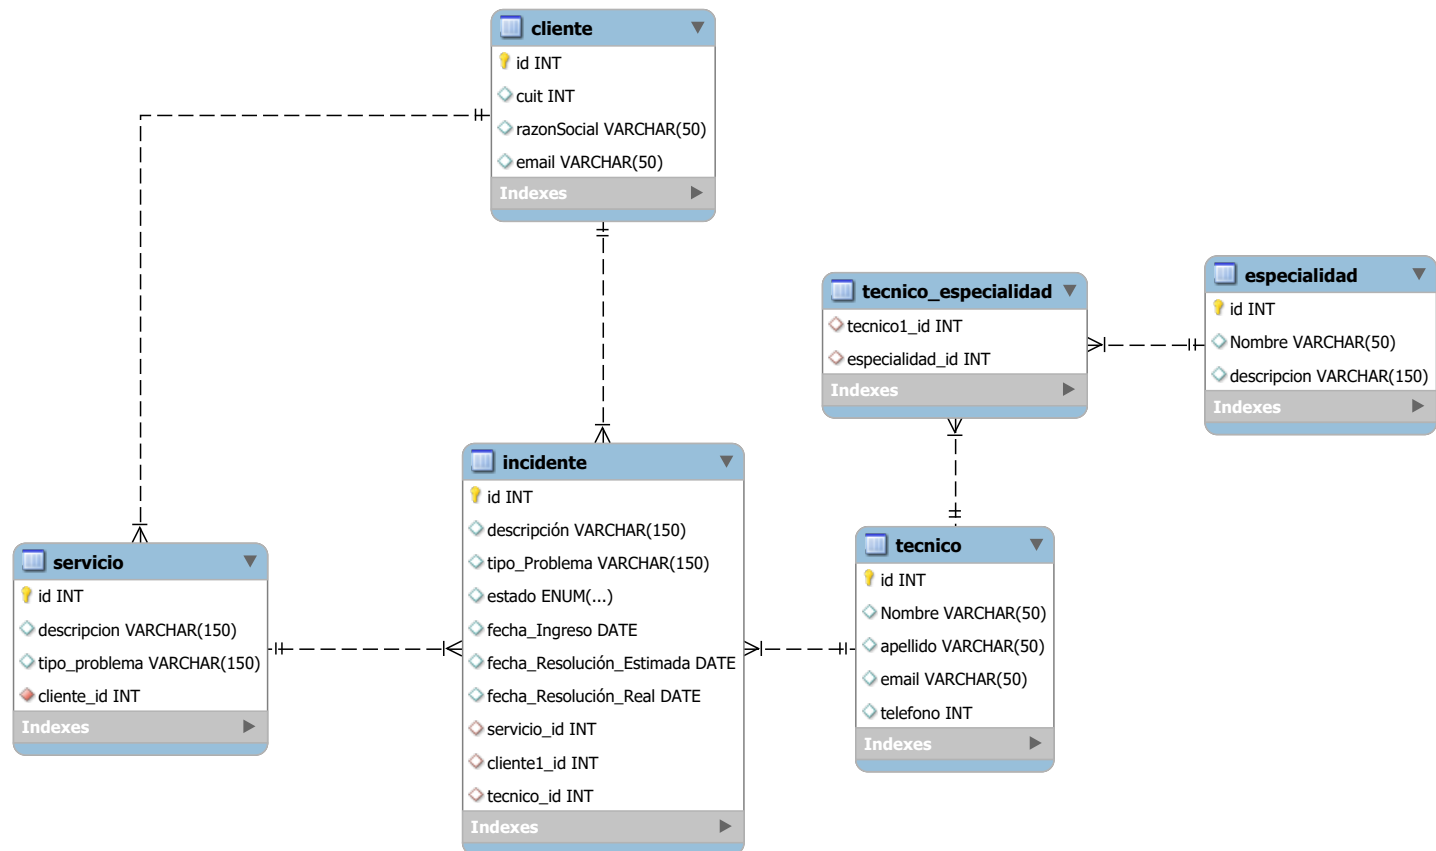 cliente
id INT
cuit INT
razonSocial VARCHAR(50)
email VARCHAR(50)
Indexes
tecnico_especialidad
tecnico1_id INT
especialidad_id INT
Indexes
especialidad
id INT
Nombre VARCHAR(50)
descripcion VARCHAR(150)
Indexes
incidente
id INT
descripción VARCHAR(150)
tipo_Problema VARCHAR(150)
estado ENUM(...)
fecha_Ingreso DATE
fecha_Resolución_Estimada DATE
fecha_Resolución_Real DATE
servicio_id INT
cliente1_id INT
tecnico_id INT
Indexes
servicio
id INT
descripcion VARCHAR(150)
tipo_problema VARCHAR(150)
cliente_id INT
Indexes
tecnico
id INT
Nombre VARCHAR(50)
apellido VARCHAR(50)
email VARCHAR(50)
telefono INT
Indexes